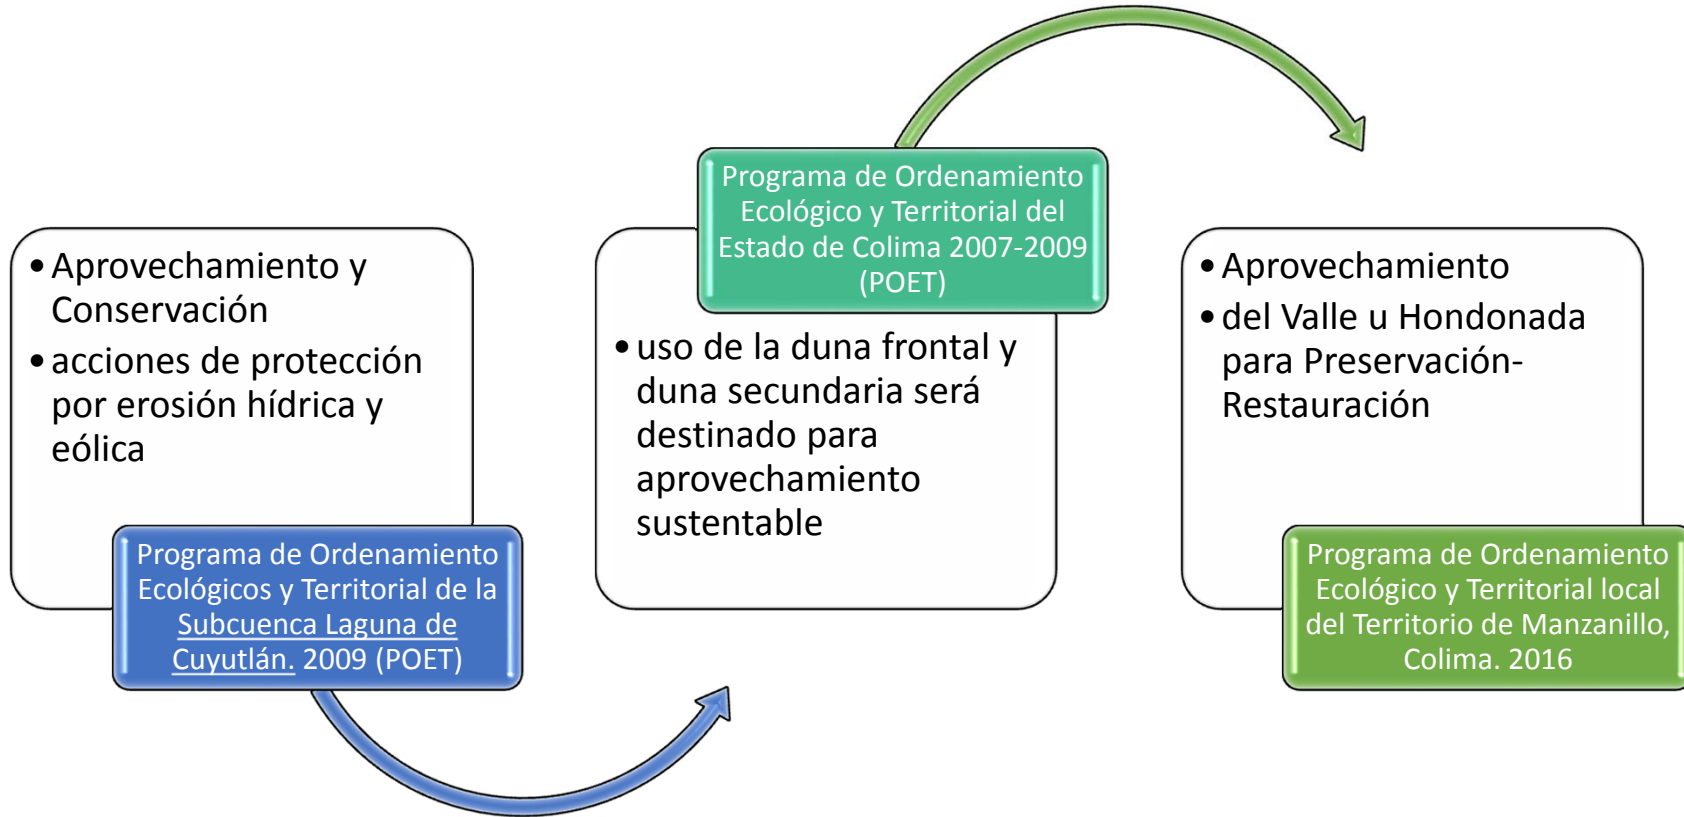 • Aprovechamiento y
Conservación
• acciones de protección
por erosión hídrica y
eólica
Programa de Ordenamiento
Ecológicos y Territorial de la
Subcuenca Laguna de
Cuyutlán. 2009 (POET)
Programa de Ordenamiento
Ecológico y Territorial del
Estado de Colima 2007-2009
(POET)
• uso de la duna frontal y
duna secundaria será
destinado para
aprovechamiento
sustentable
• Aprovechamiento
• del Valle u Hondonada
para Preservación-
Restauración
Programa de Ordenamiento
Ecológico y Territorial local
del Territorio de Manzanillo,
Colima. 2016